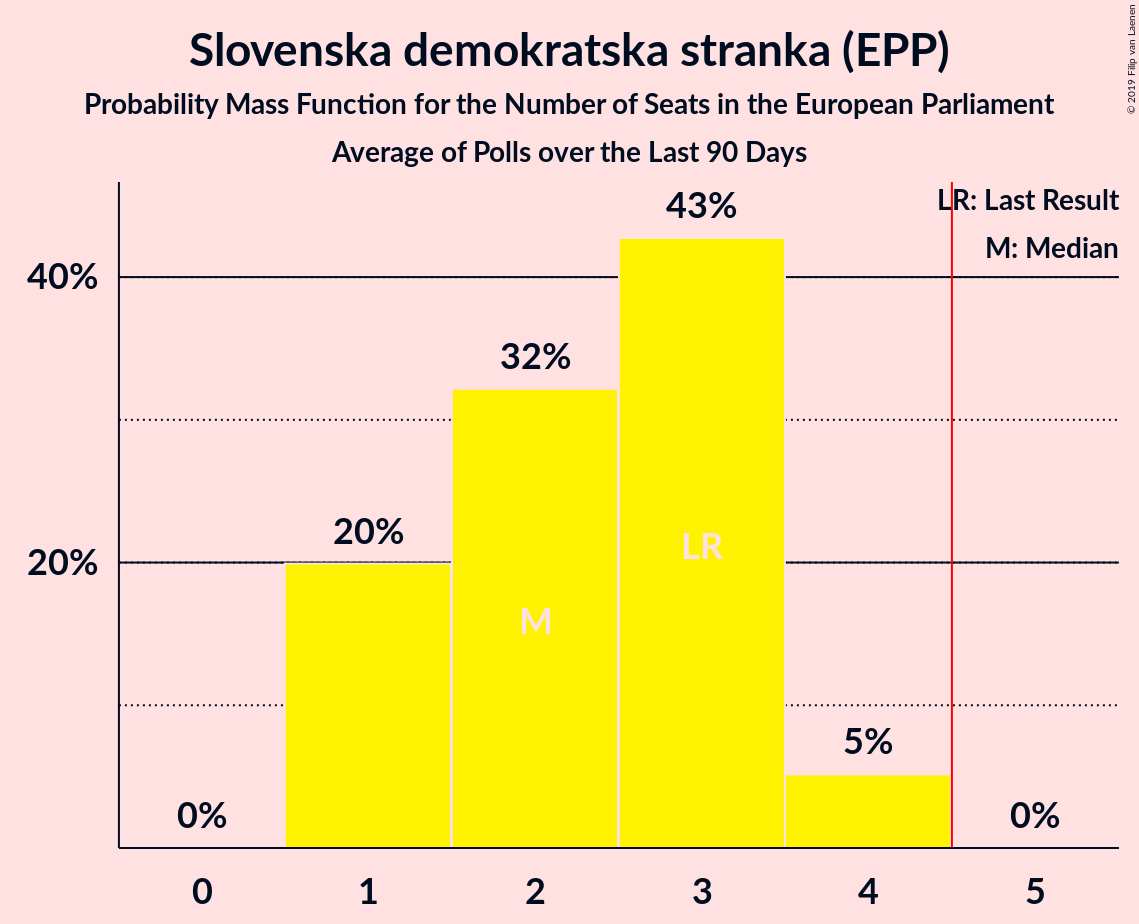 Slovenska demokratska stranka (EPP)
Probability Mass Function for the Number of Seats in the European Parliament
Average of Polls over the Last 90 Days
© 2019 Filip van Laenen
LR: Last Result
M: Median
43%
40%
32%
20%
20%
LR
M
5%
0%
0%
0 1 2 3 4 5